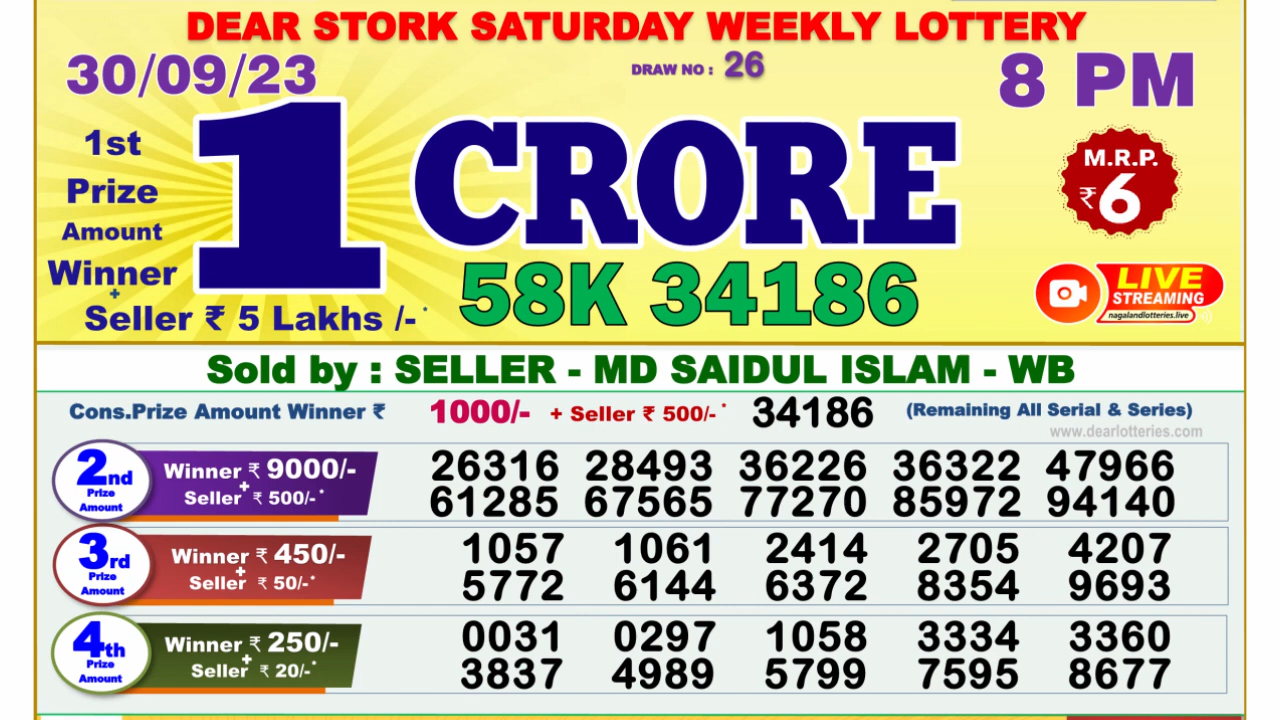 DEAR STORK SATURDAY WEEKLY LOTTERY
30/09/23
DRAW NO : 26
8 PM
1st
Prize
Amount
Winner
+
Seller ₹ 5 Lakhs /- *
1 CRORE
58K 34186
M.R.P.
₹6
LIVE
STREAMING
nagalandlotteries.live
Sold by : SELLER - MD SAIDUL ISLAM - WB
Cons.Prize Amount Winner ₹ 1000/- + Seller ₹ 500/- * 34186 (Remaining All Serial & Series)
www.dearlotteries.com
2nd
Prize
Amount
Winner ₹ 9000/-
+
Seller ₹ 500/- *
26316 28493 36226 36322 47966
61285 67565 77270 85972 94140
3rd
Prize
Amount
Winner ₹ 450/-
+
Seller ₹ 50/- *
1057 1061 2414 2705 4207
5772 6144 6372 8354 9693
4th
Prize
Amount
Winner ₹ 250/-
+
Seller ₹ 20/- *
0031 0297 1058 3334 3360
3837 4989 5799 7595 8677